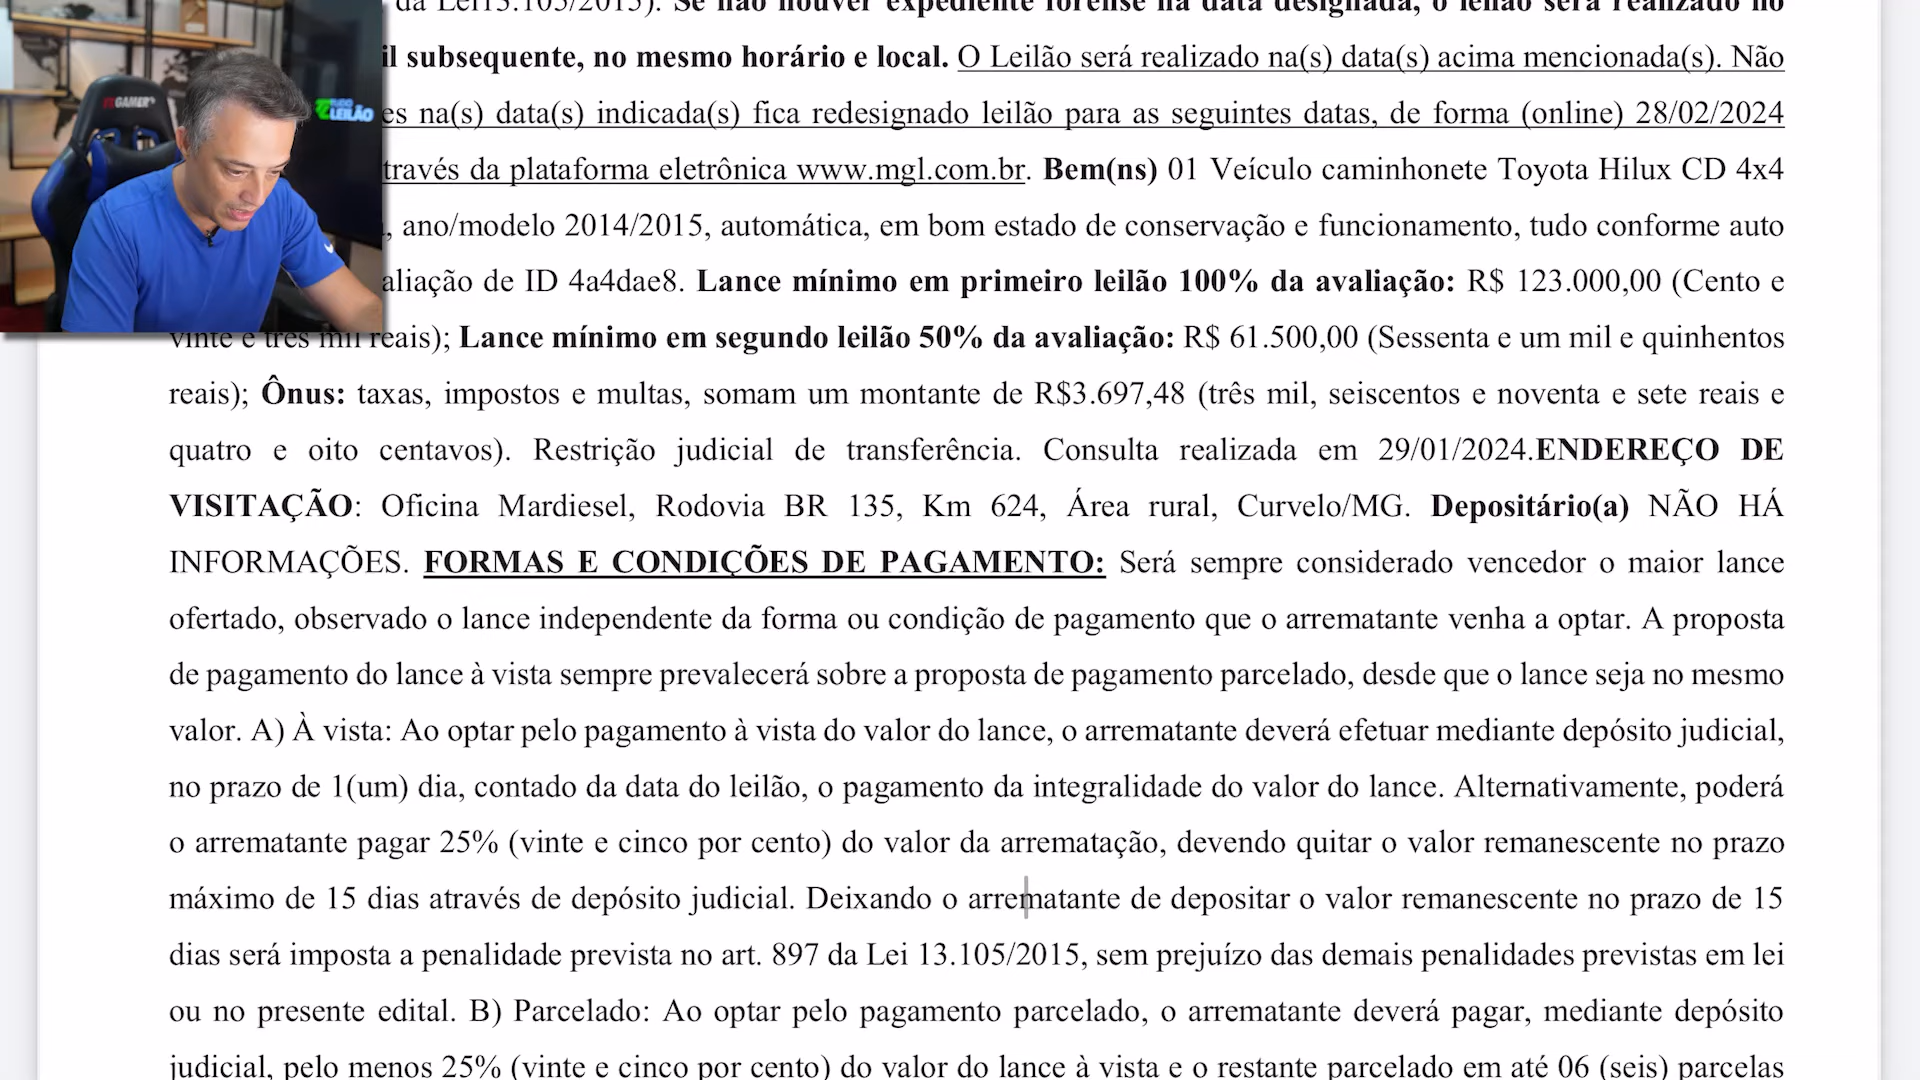 da Lei13.105/2015). Se não houver expediente forense na data designada, o leilão será realizado no
il subsequente, no mesmo horário e local. O Leilão será realizado na(s) data(s) acima mencionada(s). Não
GAMER
TUDO LEILÃO
es na(s) data(s) indicada(s) fica redesignado leilão para as seguintes datas, de forma (online) 28/02/2024
través da plataforma eletrônica www.mgl.com.br. Bem(ns) 01 Veículo caminhonete Toyota Hilux CD 4x4
, ano/modelo 2014/2015, automática, em bom estado de conservação e funcionamento, tudo conforme auto
aliação de ID 4a4dae8. Lance mínimo em primeiro leilão 100% da avaliação: R$ 123.000,00 (Cento e
vinte e três mil reais); Lance mínimo em segundo leilão 50% da avaliação: R$ 61.500,00 (Sessenta e um mil e quinhentos
reais); Ônus: taxas, impostos e multas, somam um montante de R$3.697,48 (três mil, seiscentos e noventa e sete reais e
quatro e oito centavos). Restrição judicial de transferência. Consulta realizada em 29/01/2024.ENDEREÇO DE
VISITAÇÃO: Oficina Mardiesel, Rodovia BR 135, Km 624, Área rural, Curvelo/MG. Depositário(a) NÃO HÁ
INFORMAÇÕES. FORMAS E CONDIÇÕES DE PAGAMENTO: Será sempre considerado vencedor o maior lance
ofertado, observado o lance independente da forma ou condição de pagamento que o arrematante venha a optar. A proposta
de pagamento do lance à vista sempre prevalecerá sobre a proposta de pagamento parcelado, desde que o lance seja no mesmo
valor. A) À vista: Ao optar pelo pagamento à vista do valor do lance, o arrematante deverá efetuar mediante depósito judicial,
no prazo de 1(um) dia, contado da data do leilão, o pagamento da integralidade do valor do lance. Alternativamente, poderá
o arrematante pagar 25% (vinte e cinco por cento) do valor da arrematação, devendo quitar o valor remanescente no prazo
máximo de 15 dias através de depósito judicial. Deixando o arrematante de depositar o valor remanescente no prazo de 15
dias será imposta a penalidade prevista no art. 897 da Lei 13.105/2015, sem prejuízo das demais penalidades previstas em lei
ou no presente edital. B) Parcelado: Ao optar pelo pagamento parcelado, o arrematante deverá pagar, mediante depósito
judicial, pelo menos 25% (vinte e cinco por cento) do valor do lance à vista e o restante parcelado em até 06 (seis) parcelas